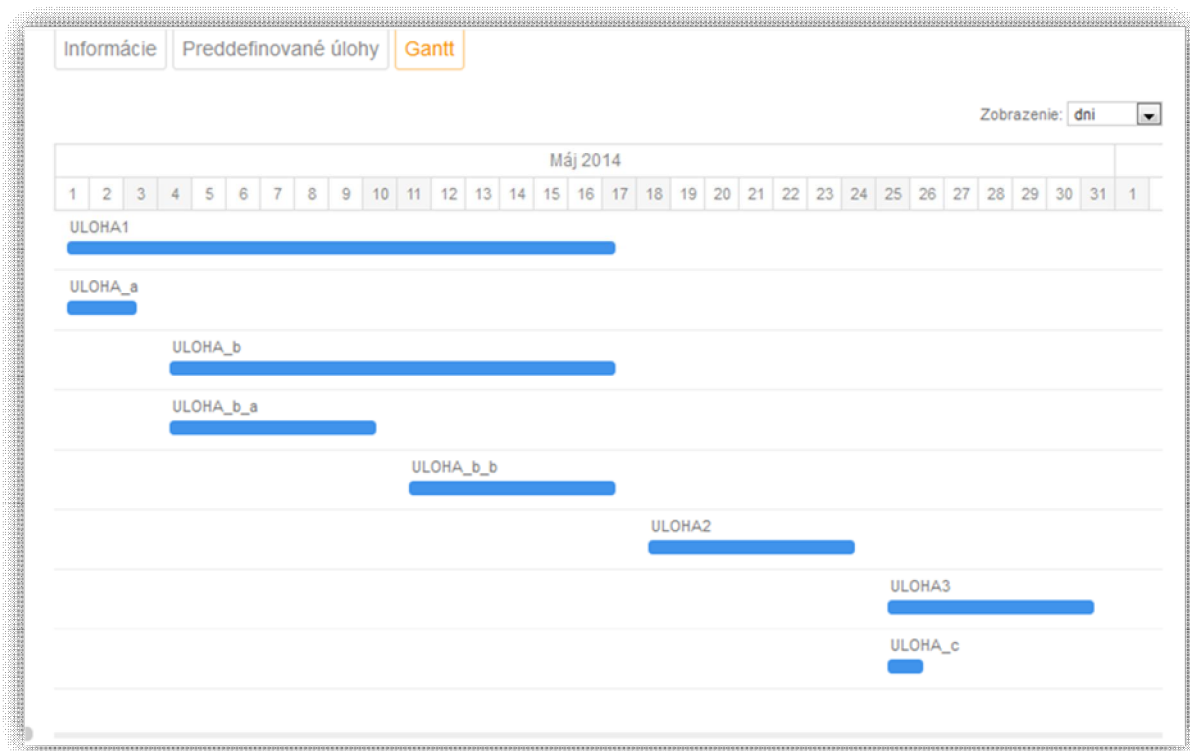 Informácie Preddefinované úlohy Gantt
Zobrazenie: dni
Máj 2014
1 2 3 4 5 6 7 8 9 10 11 12 13 14 15 16 17 18 19 20 21 22 23 24 25 26 27 28 29 30 31 1
ULOHA1
ULOHA_a
ULOHA_b
ULOHA_b_a
ULOHA_b_b
ULOHA2
ULOHA3
ULOHA_c